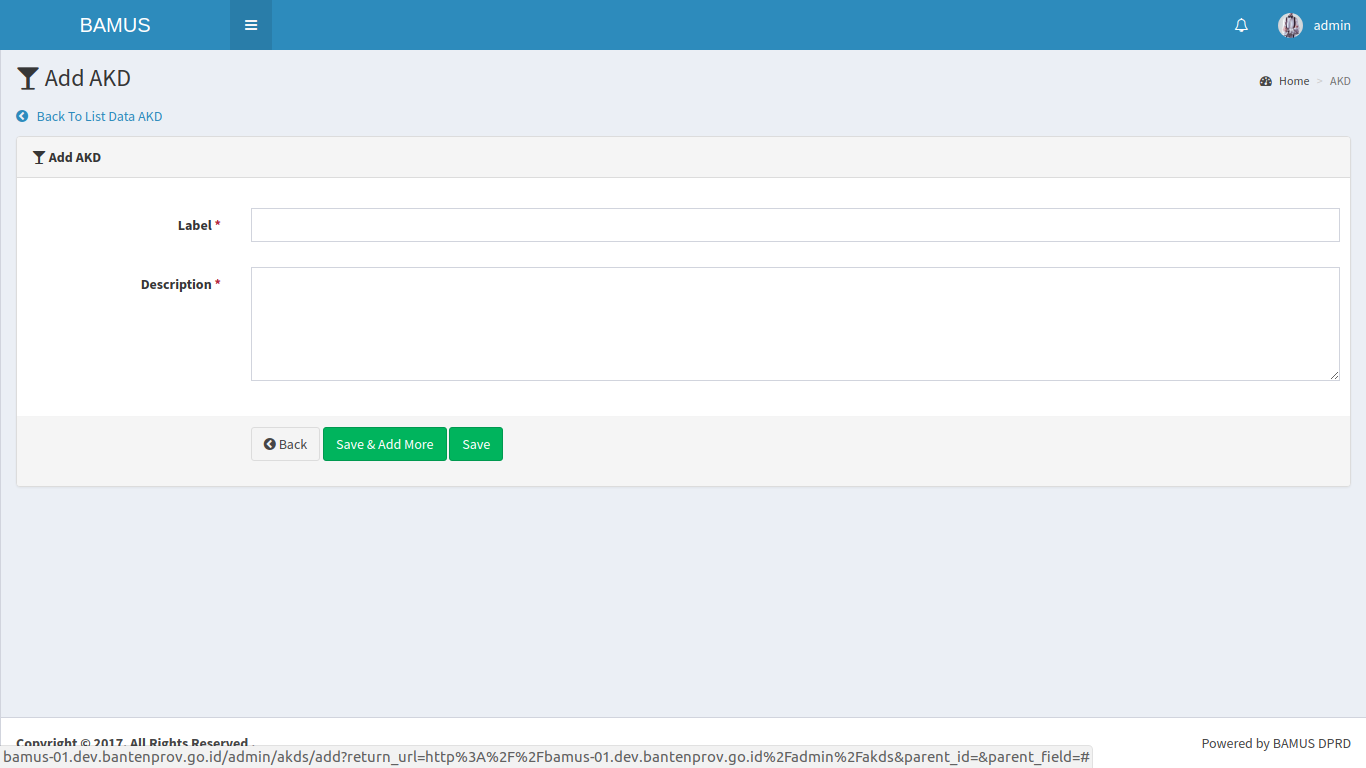 BAMUS
admin
Add AKD
Home > AKD
Back To List Data AKD
Add AKD
Label *
Description *
Back
Save & Add More
Save
Copyright © 2017. All Rights Reserved .
Powered by BAMUS DPRD
bamus-01.dev.bantenprov.go.id/admin/akds/add?return_url=http%3A%2F%2Fbamus-01.dev.bantenprov.go.id%2Fadmin%2Fakds&parent_id=&parent_field=#